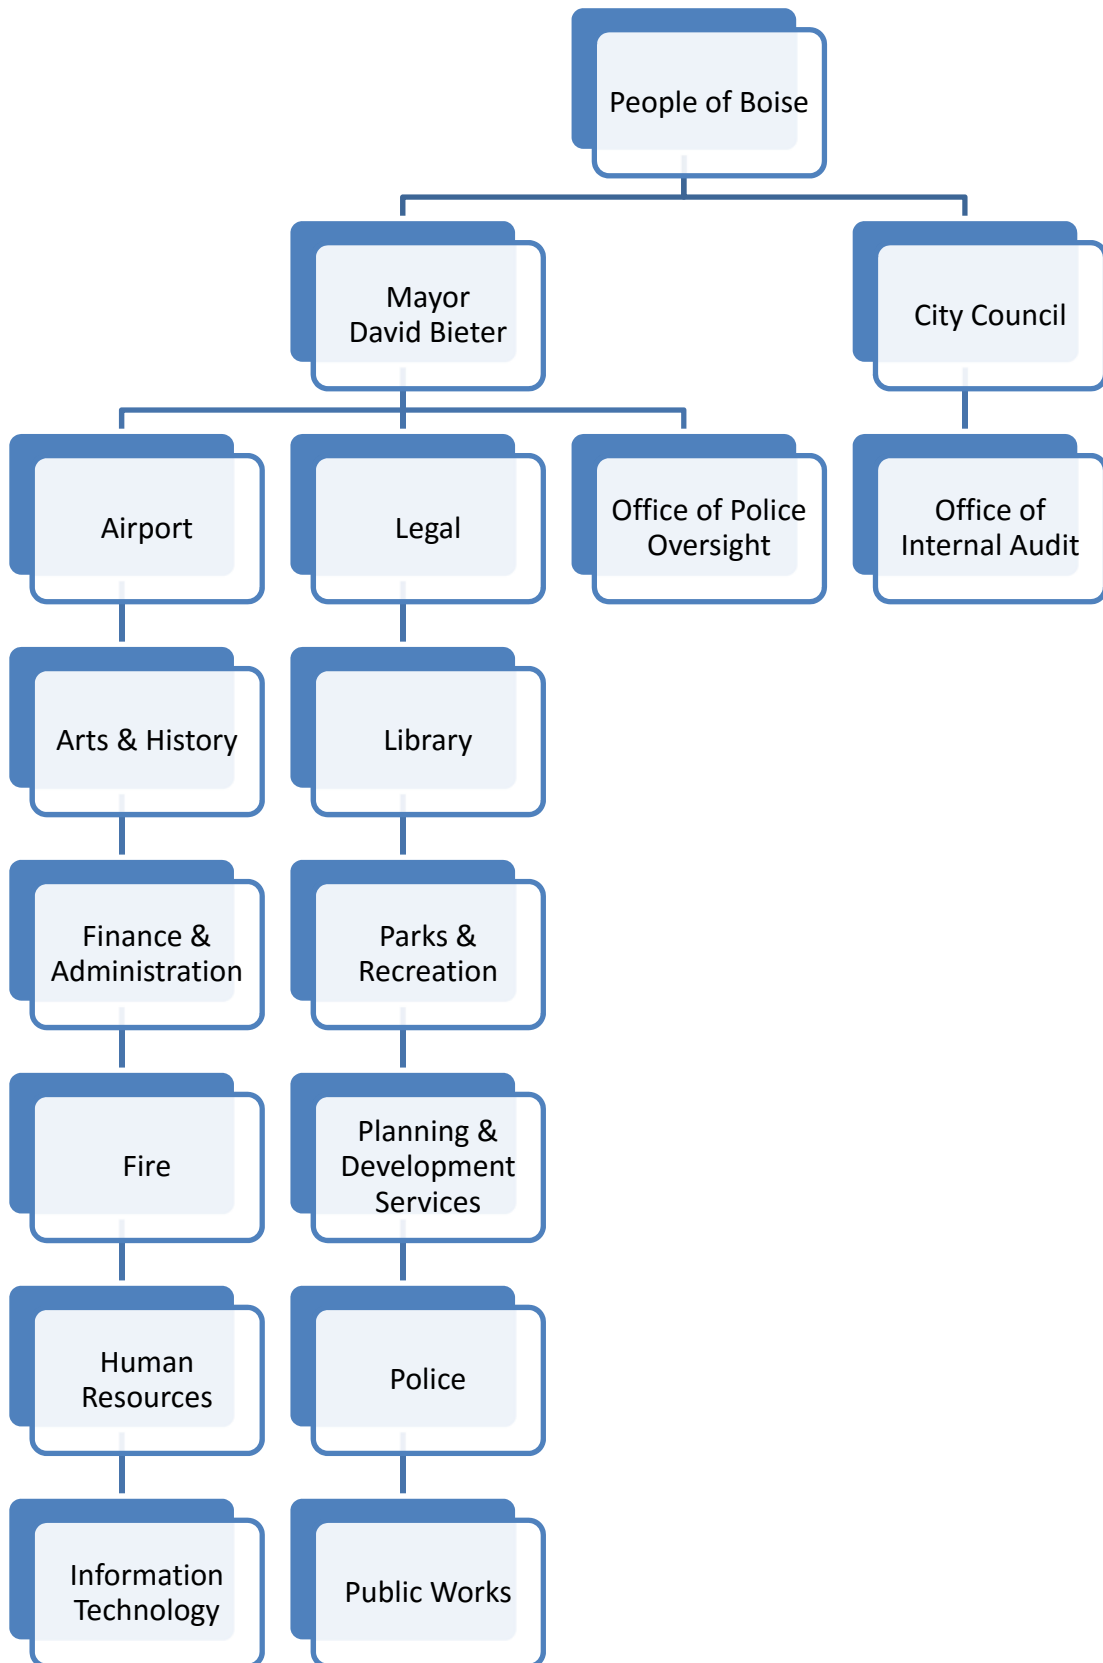 People of Boise
Mayor
David Bieter
City Council
Airport
Legal
Office of Police
Oversight
Office of
Internal Audit
Arts & History
Library
Finance &
Administration
Parks &
Recreation
Fire
Planning &
Development
Services
Human
Resources
Police
Information
Technology
Public Works